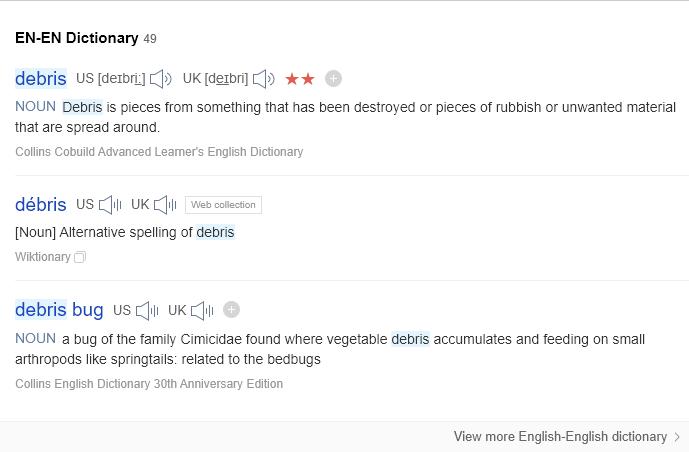 EN-EN Dictionary 49
debris US [deɪbriː] UK [deɪbri] ★★ +
NOUN Debris is pieces from something that has been destroyed or pieces of rubbish or unwanted material
that are spread around.
Collins Cobuild Advanced Learner's English Dictionary
débris US UK Web collection
[Noun] Alternative spelling of debris
Wiktionary
debris bug US UK +
NOUN a bug of the family Cimicidae found where vegetable debris accumulates and feeding on small
arthropods like springtails: related to the bedbugs
Collins English Dictionary 30th Anniversary Edition
View more English-English dictionary >